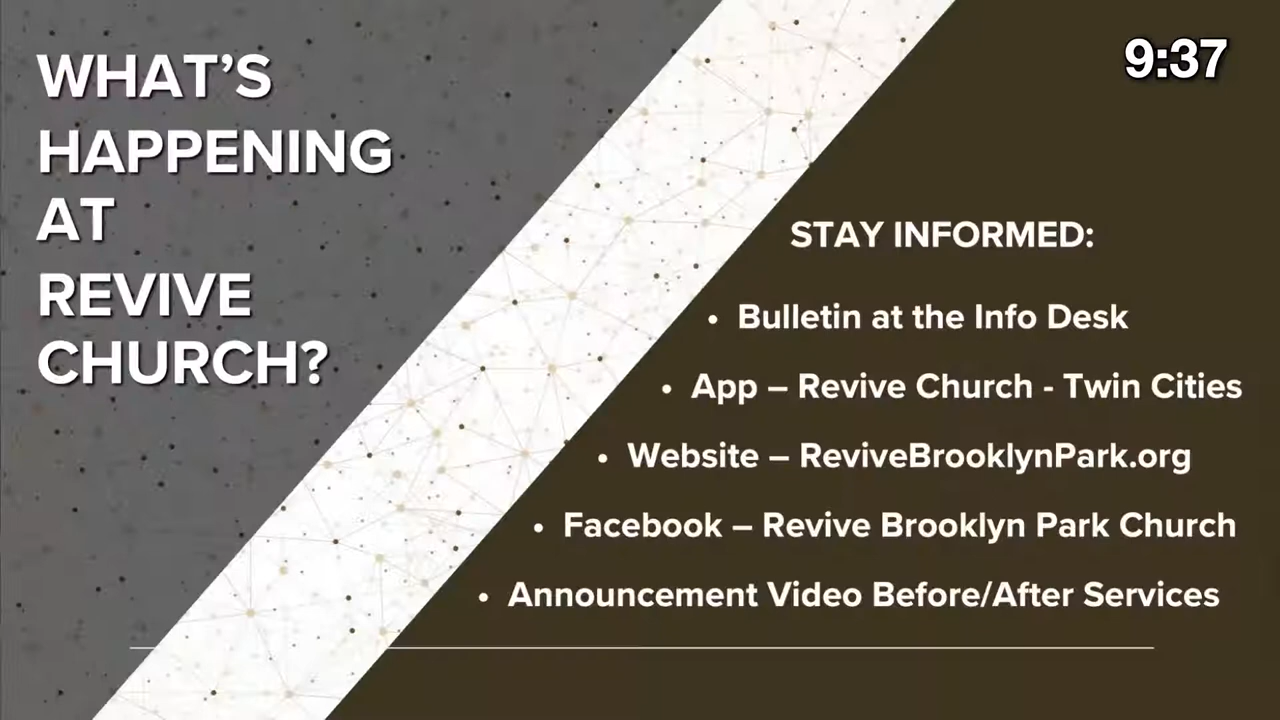 WHAT'S
HAPPENING
AT
REVIVE
CHURCH?
9:37
STAY INFORMED:
• Bulletin at the Info Desk
• App – Revive Church - Twin Cities
• Website – ReviveBrooklynPark.org
• Facebook – Revive Brooklyn Park Church
• Announcement Video Before/After Services